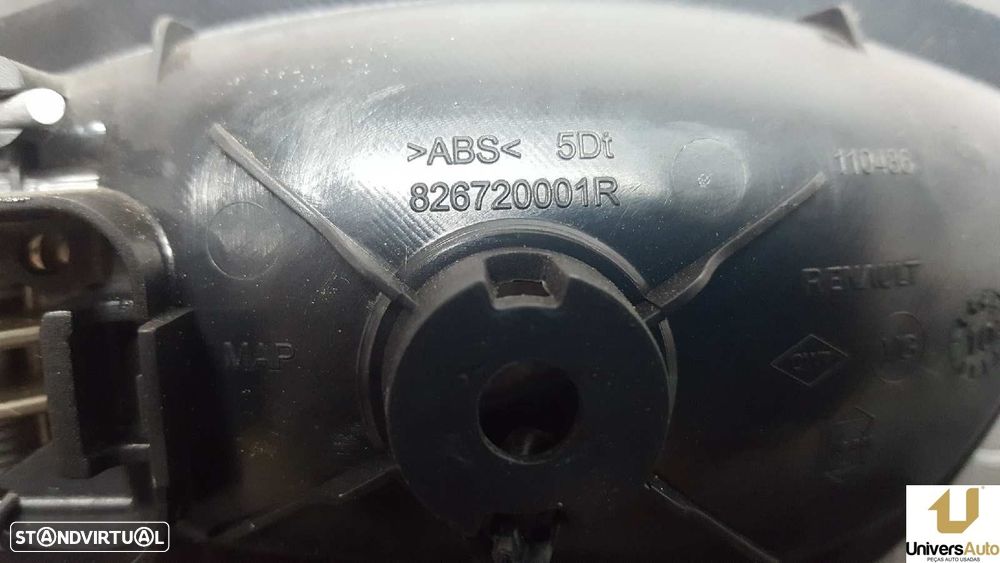 >ABS< 5Dt
826720001R
110486
RENAULT
MAP
STANDVIRTUAL
UniversAuto
PEÇAS AUTO USADAS